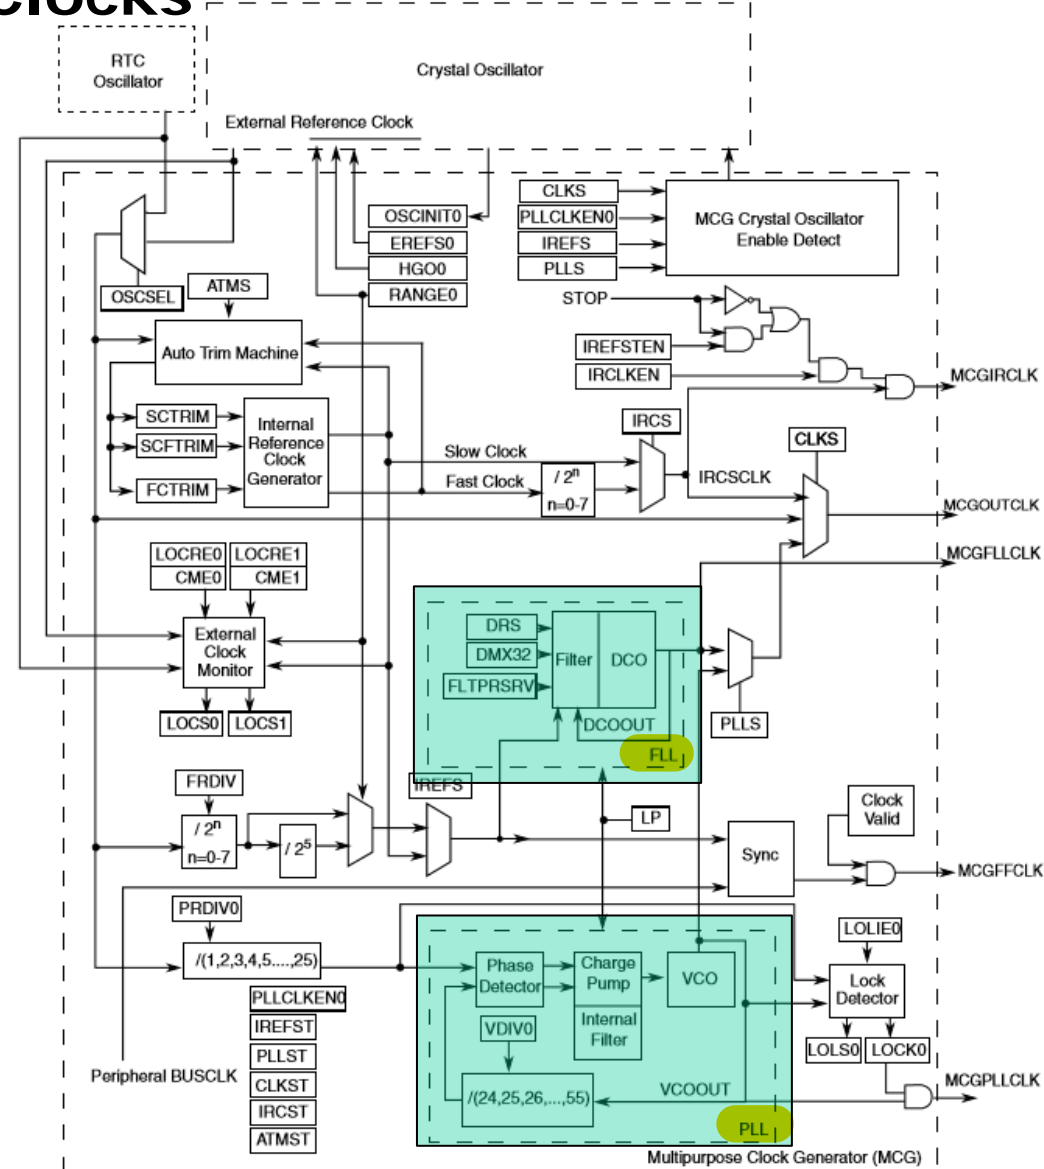 Clocks
RTC
Oscillator
Crystal Oscillator
External Reference Clock
CLKS
PLLCLKEN0
IREFS
PLLS
MCG Crystal Oscillator
Enable Detect
OSCINIT0
EREFS0
HGO0
RANGE0
OSCSEL
ATMS
STOP
IREFSTEN
IRCLKEN
MCGIRCLK
Auto Trim Machine
SCTRIM
SCFTRIM
FCTRIM
Internal
Reference
Clock
Generator
Slow Clock
Fast Clock
/ 2n
n=0-7
IRCS
IRCSCLK
CLKS
MCGOUTCLK
MCGFLLCLK
LOCRE0
CME0
LOCRE1
CME1
External
Clock
Monitor
LOCS0
LOCS1
DRS
DMX32
FLTPRSRV
Filter
DCO
DCOOUT
FLL
PLLS
FRDIV
/ 2n
n=0-7
/ 25
IREFS
LP
Sync
Clock
Valid
MCGFFCLK
PRDIV0
/(1,2,3,4,5....,25)
Phase
Detector
Charge
Pump
Internal
Filter
VCO
VDIV0
/(24,25,26,...,55)
VCOOUT
PLL
LOLIE0
Lock
Detector
LOLS0
LOCK0
MCGPLLCLK
PLLCLKEN0
IREFST
PLLST
CLKST
IRCST
ATMST
Peripheral BUSCLK
Multipurpose Clock Generator (MCG)